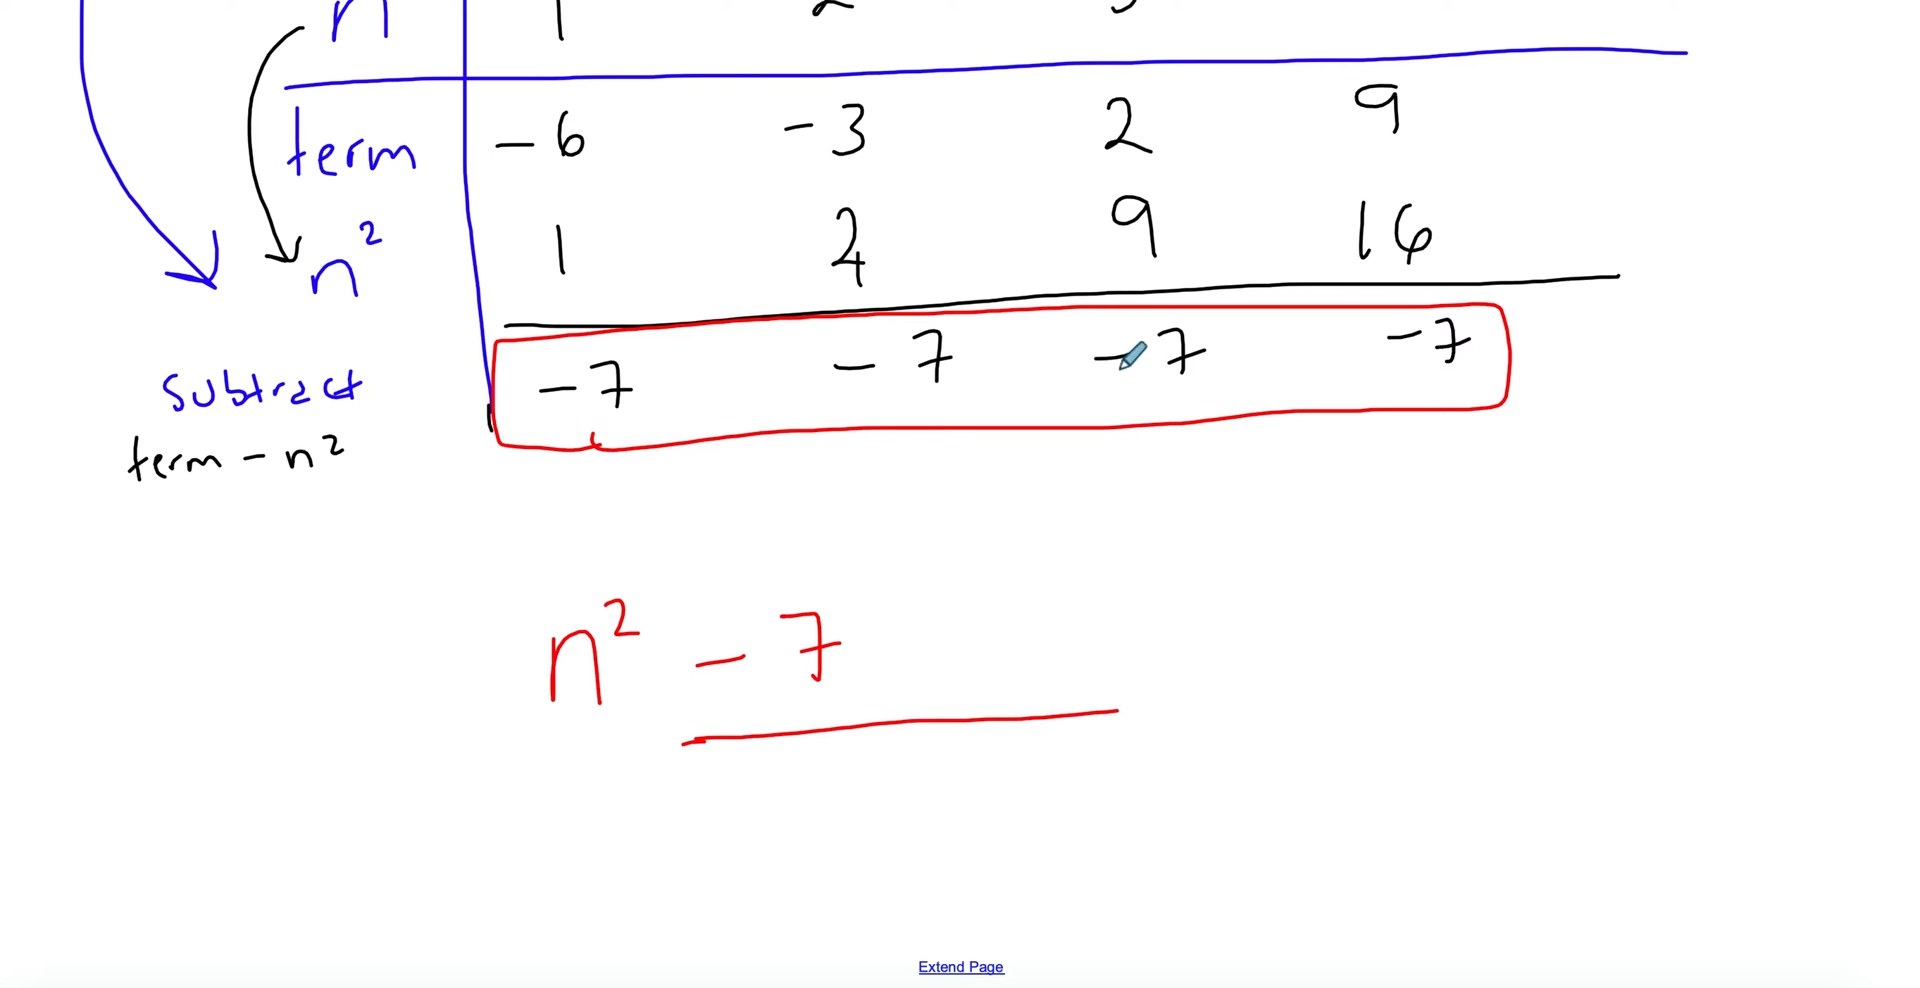 n 1 2 3
term -6 -3 2 9
n² 1 4 9 16
-7 -7 -7 -7
Subtract
term - n²
n² - 7
Extend Page